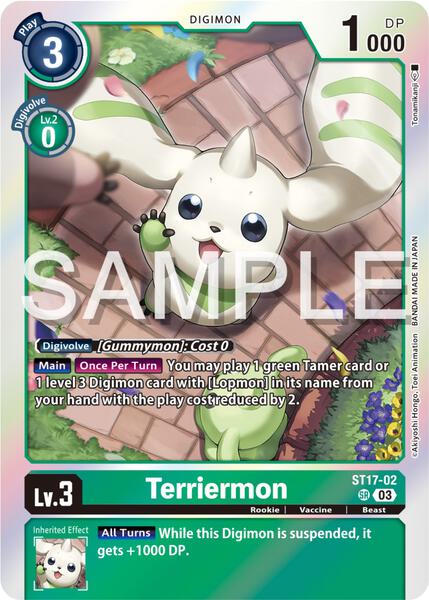 Play
3
DIGIMON
DP
1000
Digivolve
Lv.2
0
Tonamikanji
SAMPLE
Digivolve [Gummymon]: Cost 0
Main Once Per Turn You may play 1 green Tamer card or
1 level 3 Digimon card with [Lopmon] in its name from
your hand with the play cost reduced by 2.
©Akiyoshi Hongo, Toei Animation BANDAI MADE IN JAPAN
Lv.3
Terriermon
ST17-02
SR 03
Rookie | Vaccine | Beast
Inherited Effect
All Turns While this Digimon is suspended, it
gets +1000 DP.